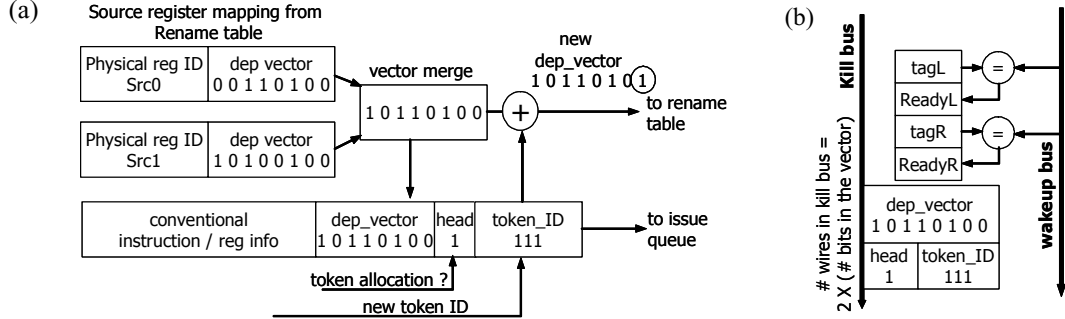 (a)
Source register mapping from
Rename table
Physical reg ID
Src0
dep vector
0 0 1 1 0 1 0 0
Physical reg ID
Src1
dep vector
1 0 1 0 0 1 0 0
vector merge
1 0 1 1 0 1 0 0
+
new
dep_vector
1 0 1 1 0 1 0 1
to rename
table
conventional
instruction / reg info
dep_vector
1 0 1 1 0 1 0 0
head
1
token_ID
111
to issue
queue
token allocation ?
new token ID
(b)
Kill bus
# wires in kill bus =
2 X ( # bits in the vector)
tagL
=
ReadyL
tagR
=
ReadyR
dep_vector
1 0 1 1 0 1 0 0
head
1
token_ID
111
wakeup bus